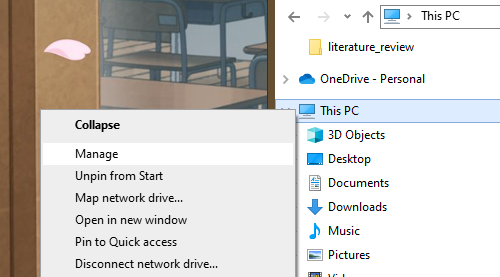 This PC
literature_review
OneDrive - Personal
This PC
3D Objects
Desktop
Documents
Downloads
Music
Pictures
Collapse
Manage
Unpin from Start
Map network drive...
Open in new window
Pin to Quick access
Disconnect network drive...